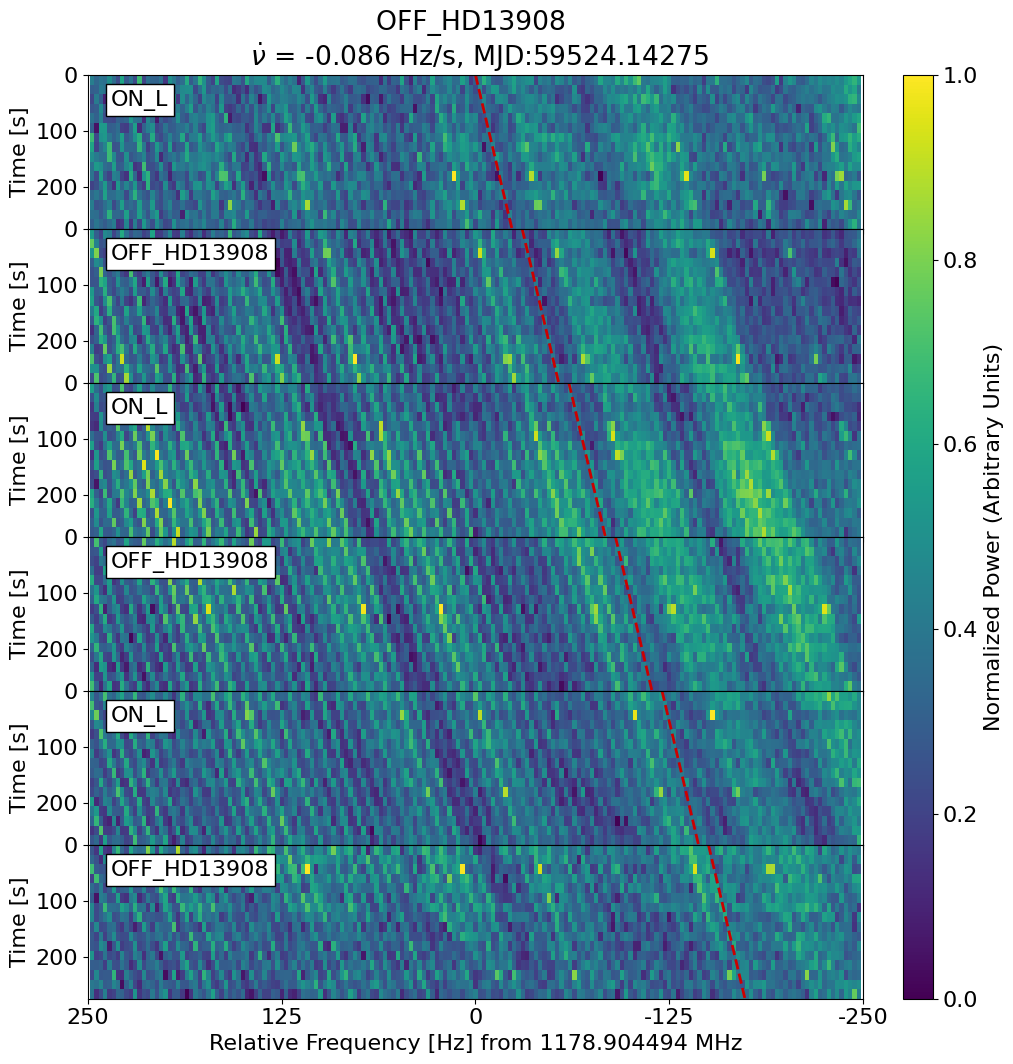 OFF_HD13908
ν̇ = -0.086 Hz/s, MJD:59524.14275
0
100
200
Time [s]
ON_L
0
100
200
Time [s]
OFF_HD13908
0
100
200
Time [s]
ON_L
0
100
200
Time [s]
OFF_HD13908
0
100
200
Time [s]
ON_L
0
100
200
Time [s]
OFF_HD13908
250 125 0 -125 -250
Relative Frequency [Hz] from 1178.904494 MHz
1.0
0.8
0.6
0.4
0.2
0.0
Normalized Power (Arbitrary Units)